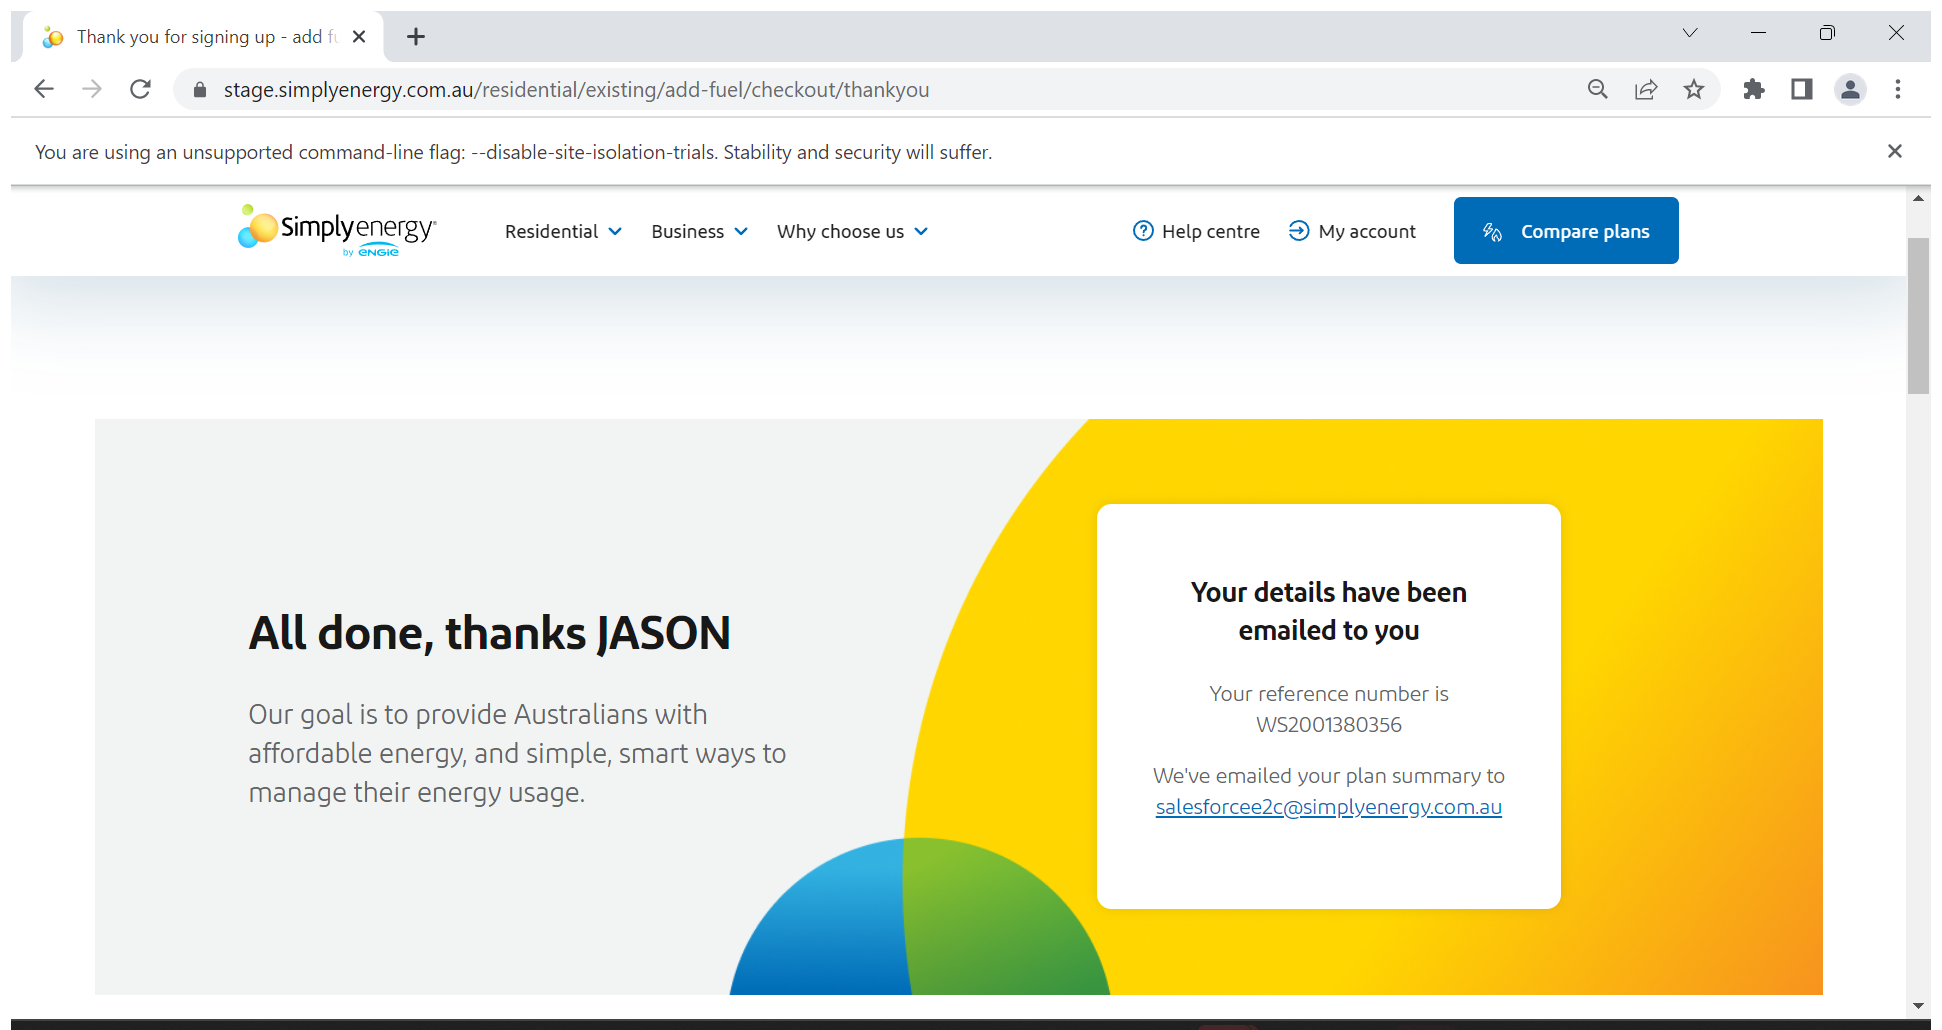 Thank you for signing up - add fu
stage.simplyenergy.com.au/residential/existing/add-fuel/checkout/thankyou
You are using an unsupported command-line flag: --disable-site-isolation-trials. Stability and security will suffer.
Simplyenergy®
by ENGIE
Residential
Business
Why choose us
Help centre
My account
Compare plans
All done, thanks JASON
Our goal is to provide Australians with
affordable energy, and simple, smart ways to
manage their energy usage.
Your details have been
emailed to you
Your reference number is
WS2001380356
We've emailed your plan summary to
salesforcee2c@simplyenergy.com.au